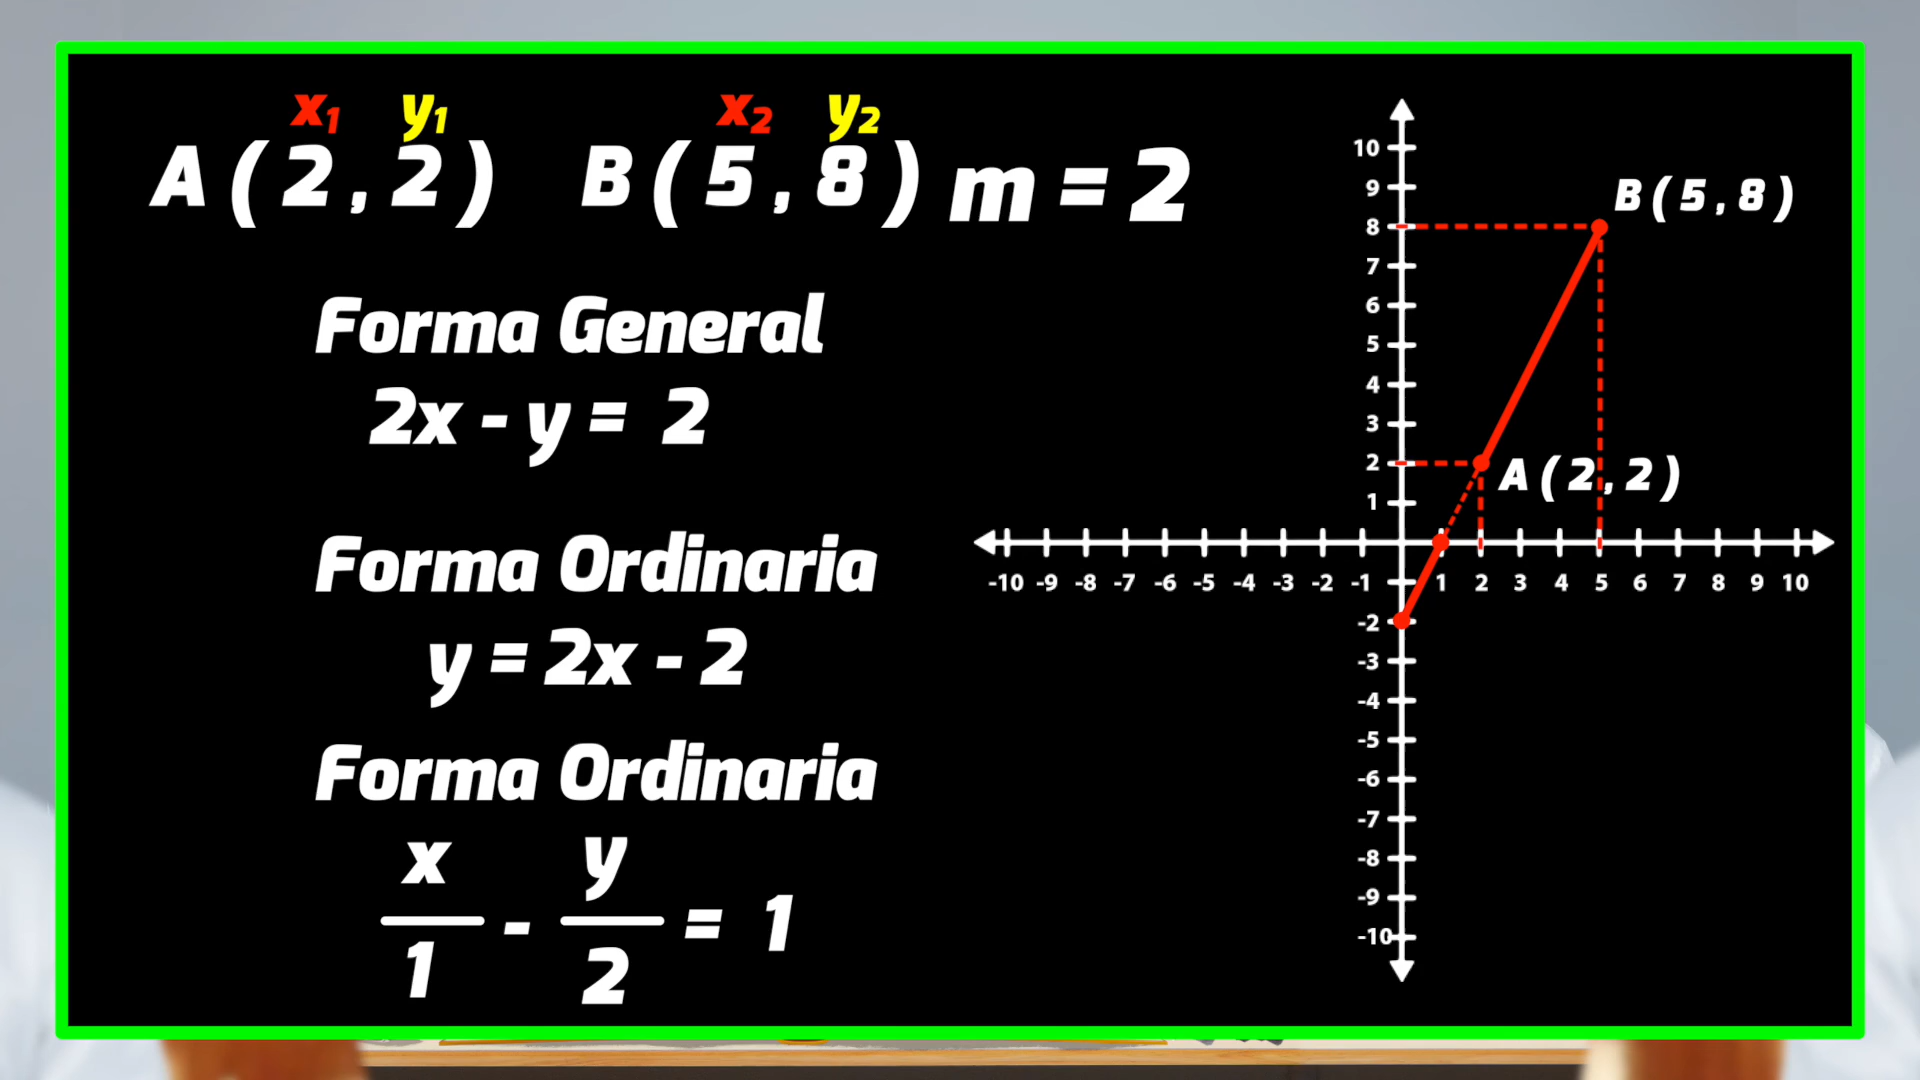 x₁ y₁ x₂ y₂
A ( 2 , 2 ) B ( 5 , 8 ) m = 2
Forma General
2x - y = 2
Forma Ordinaria
y = 2x - 2
Forma Ordinaria
x y
— - — = 1
1 2
10
9
8
7
6
5
4
3
2
1
B ( 5 , 8 )
A ( 2 , 2 )
-10 -9 -8 -7 -6 -5 -4 -3 -2 -1 1 2 3 4 5 6 7 8 9 10
-2
-3
-4
-5
-6
-7
-8
-9
-10